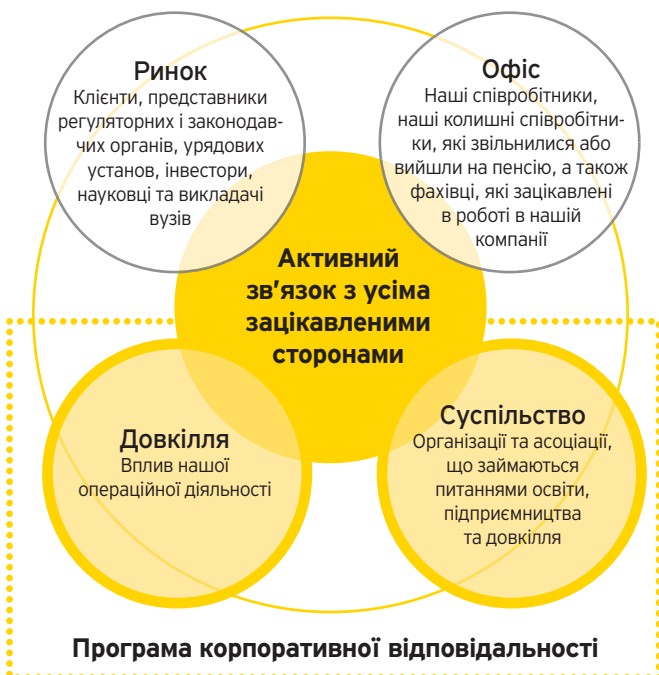 Ринок
Клієнти, представники
регуляторних і законодав-
чих органів, урядових
установ, інвестори,
науковці та викладачі
вузів
Офіс
Наші співробітники,
наші колишні співробітни-
ки, які звільнилися або
вийшли на пенсію, а також
фахівці, які зацікавлені
в роботі в нашій
компанії
Активний
зв’язок з усіма
зацікавленими
сторонами
Довкілля
Вплив нашої
операційної діяльності
Суспільство
Організації та асоціації,
що займаються
питаннями освіти,
підприємництва
та довкілля
Програма корпоративної відповідальності